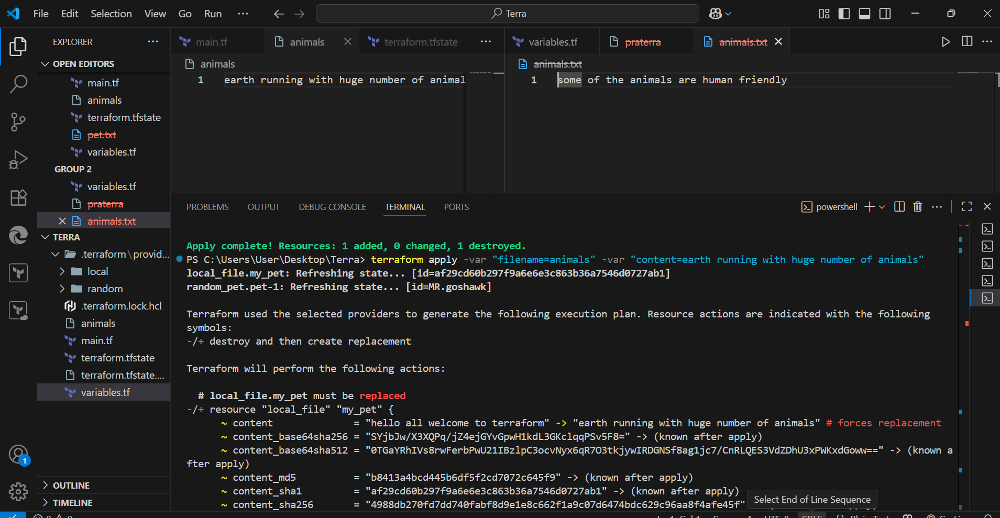 File Edit Selection View Go Run ··· Terra
EXPLORER ···
OPEN EDITORS
main.tf
animals
terraform.tfstate
pet.txt
variables.tf
GROUP 2
variables.tf
praterra
animals.txt
TERRA
.terraform\provid...
local
random
.terraform.lock.hcl
animals
main.tf
terraform.tfstate
terraform.tfstate....
variables.tf
OUTLINE
TIMELINE
1
main.tf animals terraform.tfstate ···
animals
1 earth running with huge number of animal
variables.tf praterra animals.txt ···
animals.txt
1 some of the animals are human friendly
PROBLEMS OUTPUT DEBUG CONSOLE TERMINAL PORTS powershell ···
Apply complete! Resources: 1 added, 0 changed, 1 destroyed.
PS C:\Users\User\Desktop\Terra> terraform apply -var "filename=animals" -var "content=earth running with huge number of animals"
local_file.my_pet: Refreshing state... [id=af29cd60b297f9a6e6e3c863b36a7546d0727ab1]
random_pet.pet-1: Refreshing state... [id=MR.goshawk]
Terraform used the selected providers to generate the following execution plan. Resource actions are indicated with the following
symbols:
-/+ destroy and then create replacement
Terraform will perform the following actions:
# local_file.my_pet must be replaced
-/+ resource "local_file" "my_pet" {
~ content = "hello all welcome to terraform" -> "earth running with huge number of animals" # forces replacement
~ content_base64sha256 = "SYjbJw/X3XQPq/jZ4ejGYvGpwH1kdL3GKclqqPSv5F8=" -> (known after apply)
~ content_base64sha512 = "0TGaYRhIVs8rwFerbPwU21IBzlpC3ocvNyx6qR7O3tkjywIRDGNSf8ag1jc7/CnRLQES3VdZDhU3xPWKxdGoww==" -> (known a
fter apply)
~ content_md5 = "b8413a4bcd445b6df5f2cd7072c645f9" -> (known after apply)
~ content_sha1 = "af29cd60b297f9a6e6e3c863b36a7546d0727ab1" -> (known after apply)
~ content_sha256 = "4988db270fd7dd740fabf8d9e1e8c662f1a9c07d6474bdc629c96aa8f4afe45f"
Select End of Line Sequence